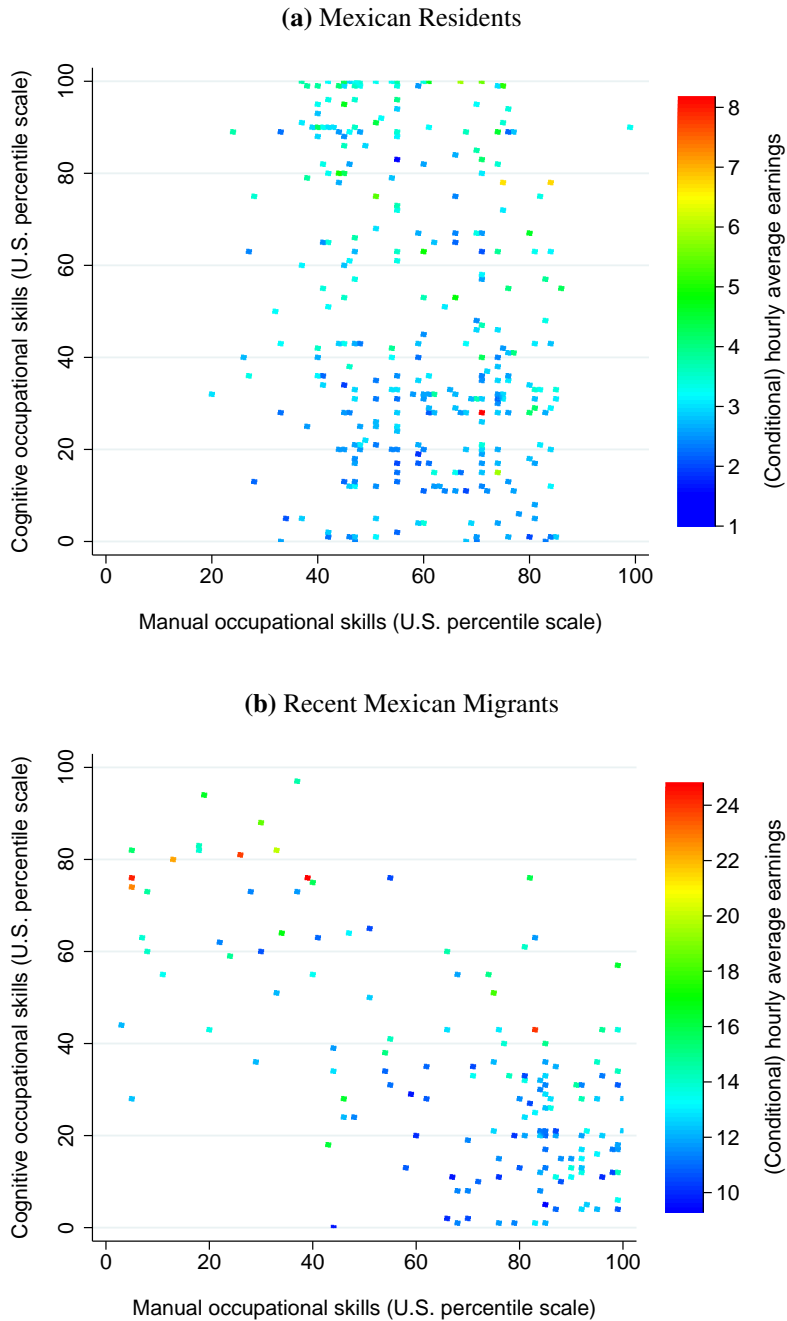 (a) Mexican Residents
Cognitive occupational skills (U.S. percentile scale)
100
80
60
40
20
0
0 20 40 60 80 100
Manual occupational skills (U.S. percentile scale)
8
7
6
5
4
3
2
1
(Conditional) hourly average earnings
(b) Recent Mexican Migrants
Cognitive occupational skills (U.S. percentile scale)
100
80
60
40
20
0
0 20 40 60 80 100
Manual occupational skills (U.S. percentile scale)
24
22
20
18
16
14
12
10
(Conditional) hourly average earnings